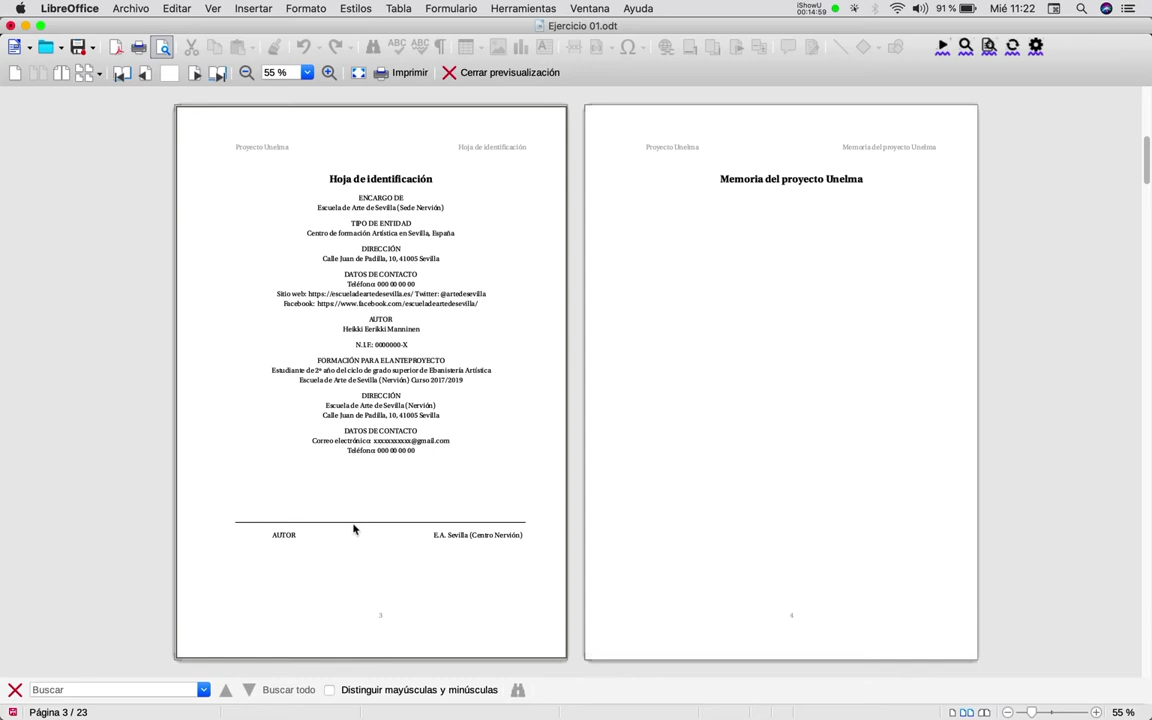 LibreOffice Archivo Editar Ver Insertar Formato Estilos Tabla Formulario Herramientas Ventana Ayuda iShowU 00:14:59 91 % Mié 11:22
Ejercicio 01.odt
55 % Imprimir Cerrar previsualización
Proyecto Unelma Hoja de identificación
Hoja de identificación
ENCARGO DE
Escuela de Arte de Sevilla (Sede Nervión)
TIPO DE ENTIDAD
Centro de formación Artística en Sevilla, España
DIRECCIÓN
Calle Juan de Padilla, 10, 41005 Sevilla
DATOS DE CONTACTO
Teléfono: 000 00 00 00
Sitio web: https://escueladeartedesevilla.es/ Twitter: @artedesevilla
Facebook: https://www.facebook.com/escueladeartedesevilla/
AUTOR
Heikki Eerikki Manninen
N.I.F.: 0000000-X
FORMACIÓN PARA EL ANTEPROYECTO
Estudiante de 2º año del ciclo de grado superior de Ebanistería Artística
Escuela de Arte de Sevilla (Nervión) Curso 2017/2019
DIRECCIÓN
Escuela de Arte de Sevilla (Nervión)
Calle Juan de Padilla, 10, 41005 Sevilla
DATOS DE CONTACTO
Correo electrónico: xxxxxxxxxx@gmail.com
Teléfono: 000 00 00 00
AUTOR E.A. Sevilla (Centro Nervión)
3
Proyecto Unelma Memoria del proyecto Unelma
Memoria del proyecto Unelma
4
Buscar Buscar todo Distinguir mayúsculas y minúsculas
Página 3 / 23 55 %